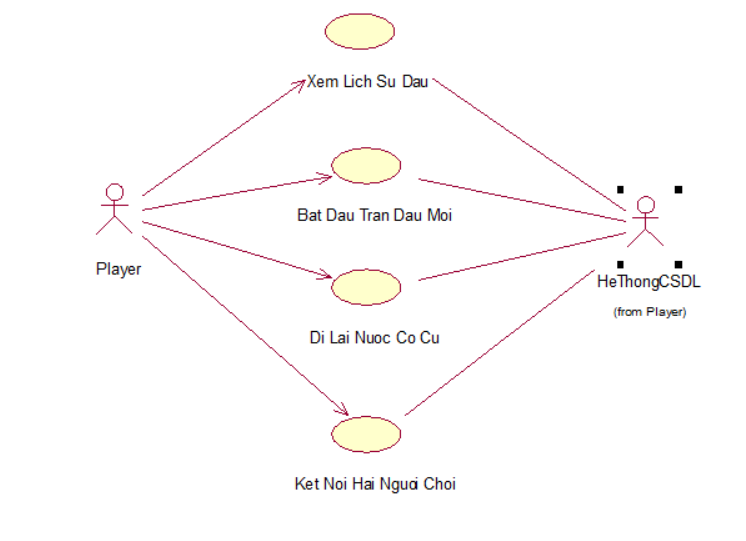 Xem Lich Su Dau
Bat Dau Tran Dau Moi
Player
HeThongCSDL
(from Player)
Di Lai Nuoc Co Cu
Ket Noi Hai Nguoi Choi